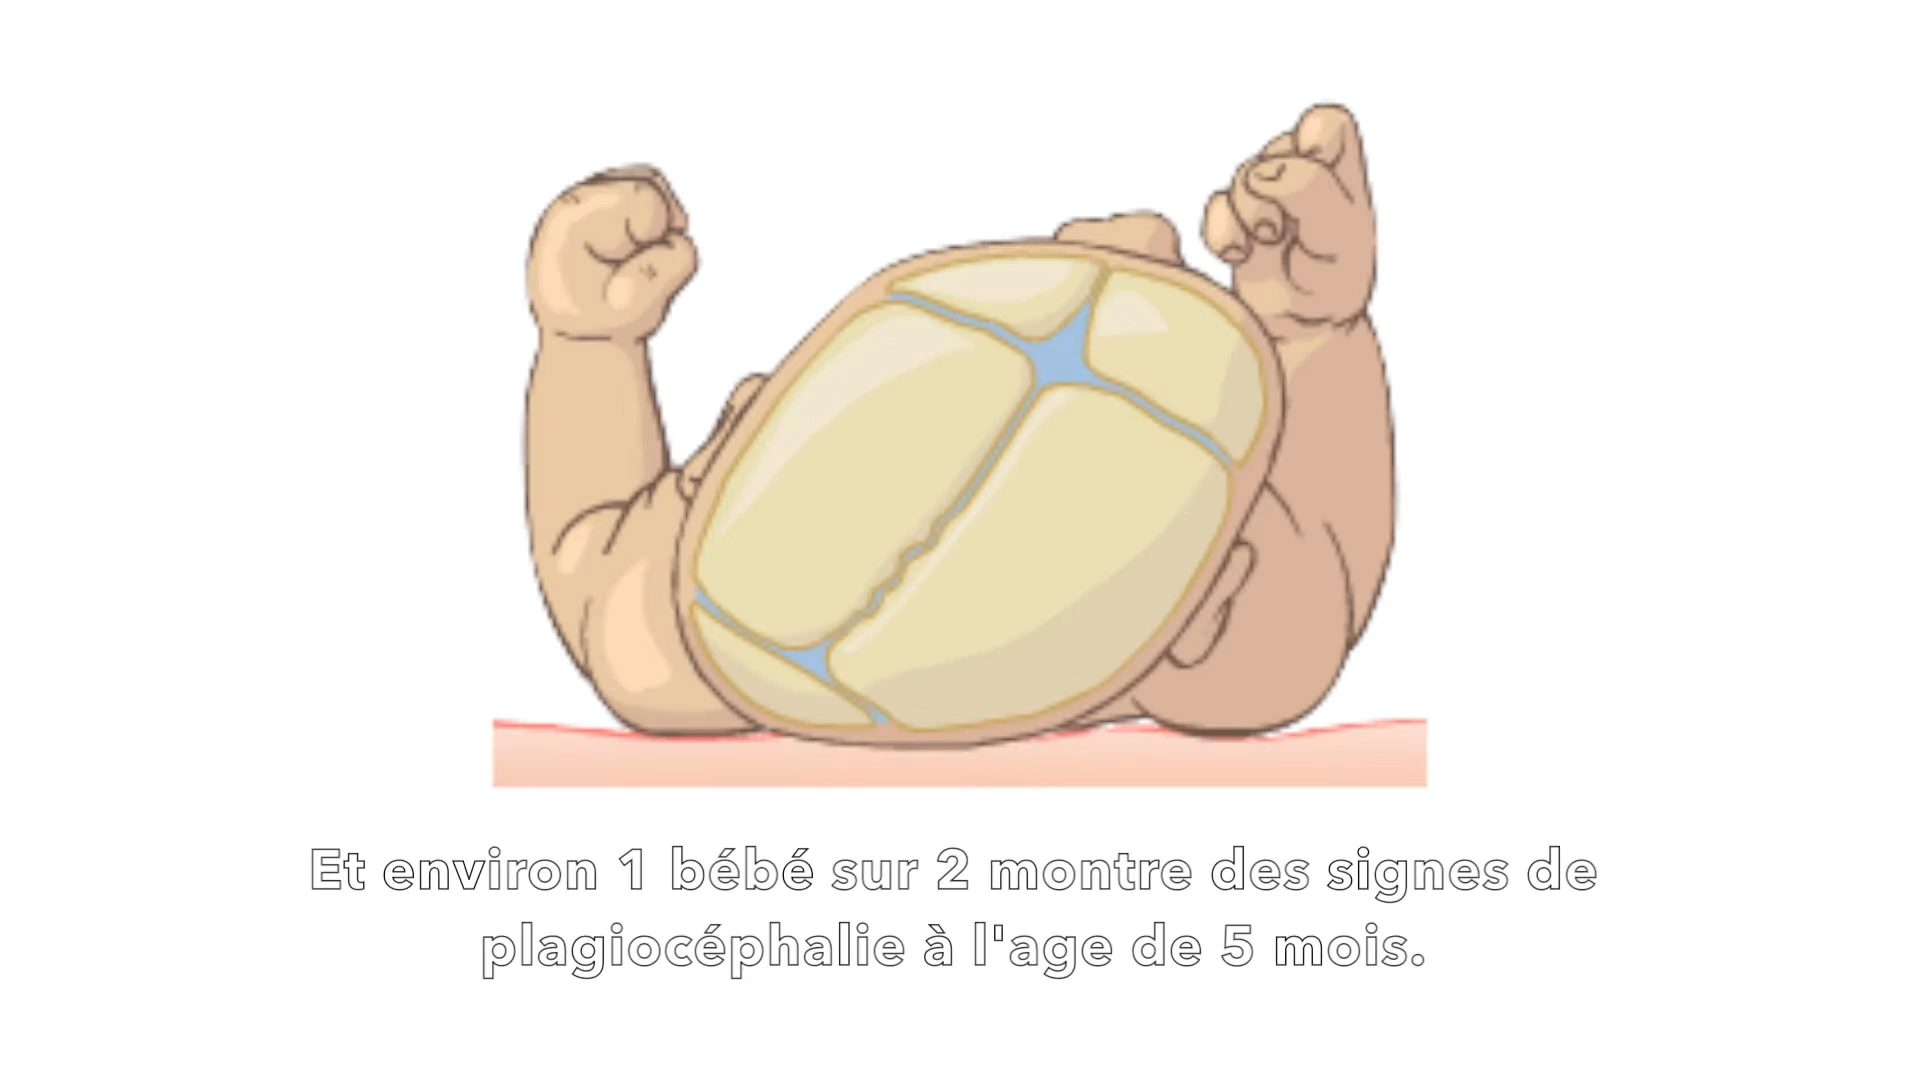 Et environ 1 bébé sur 2 montre des signes de
plagiocéphalie à l'age de 5 mois.